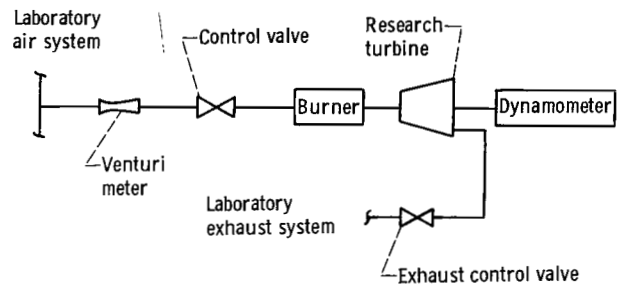 Laboratory
air system
Control valve
Research
turbine
Burner
Dynamometer
Venturi
meter
Laboratory
exhaust system
Exhaust control valve